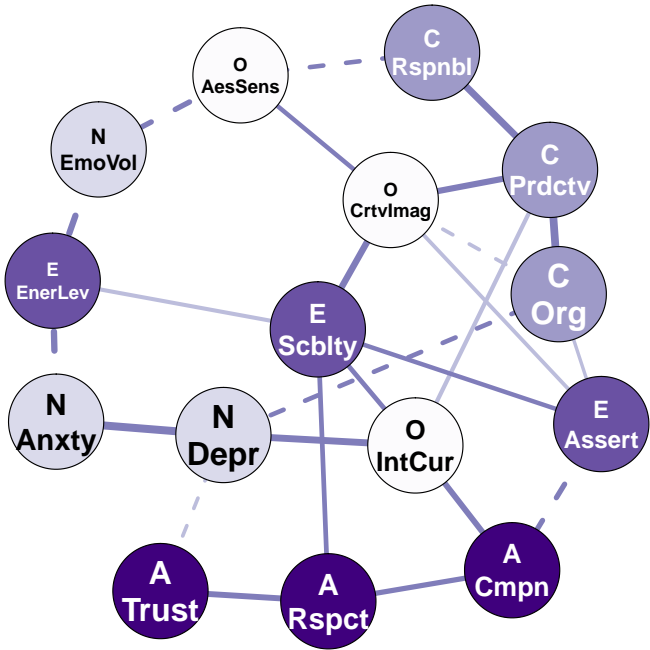 C
Rspnbl
O
AesSens
N
EmoVol
C
Prdctv
O
CrtvImag
E
EnerLev
C
Org
E
Scblty
N
Anxty
N
Depr
O
IntCur
E
Assert
A
Trust
A
Rspct
A
Cmpn